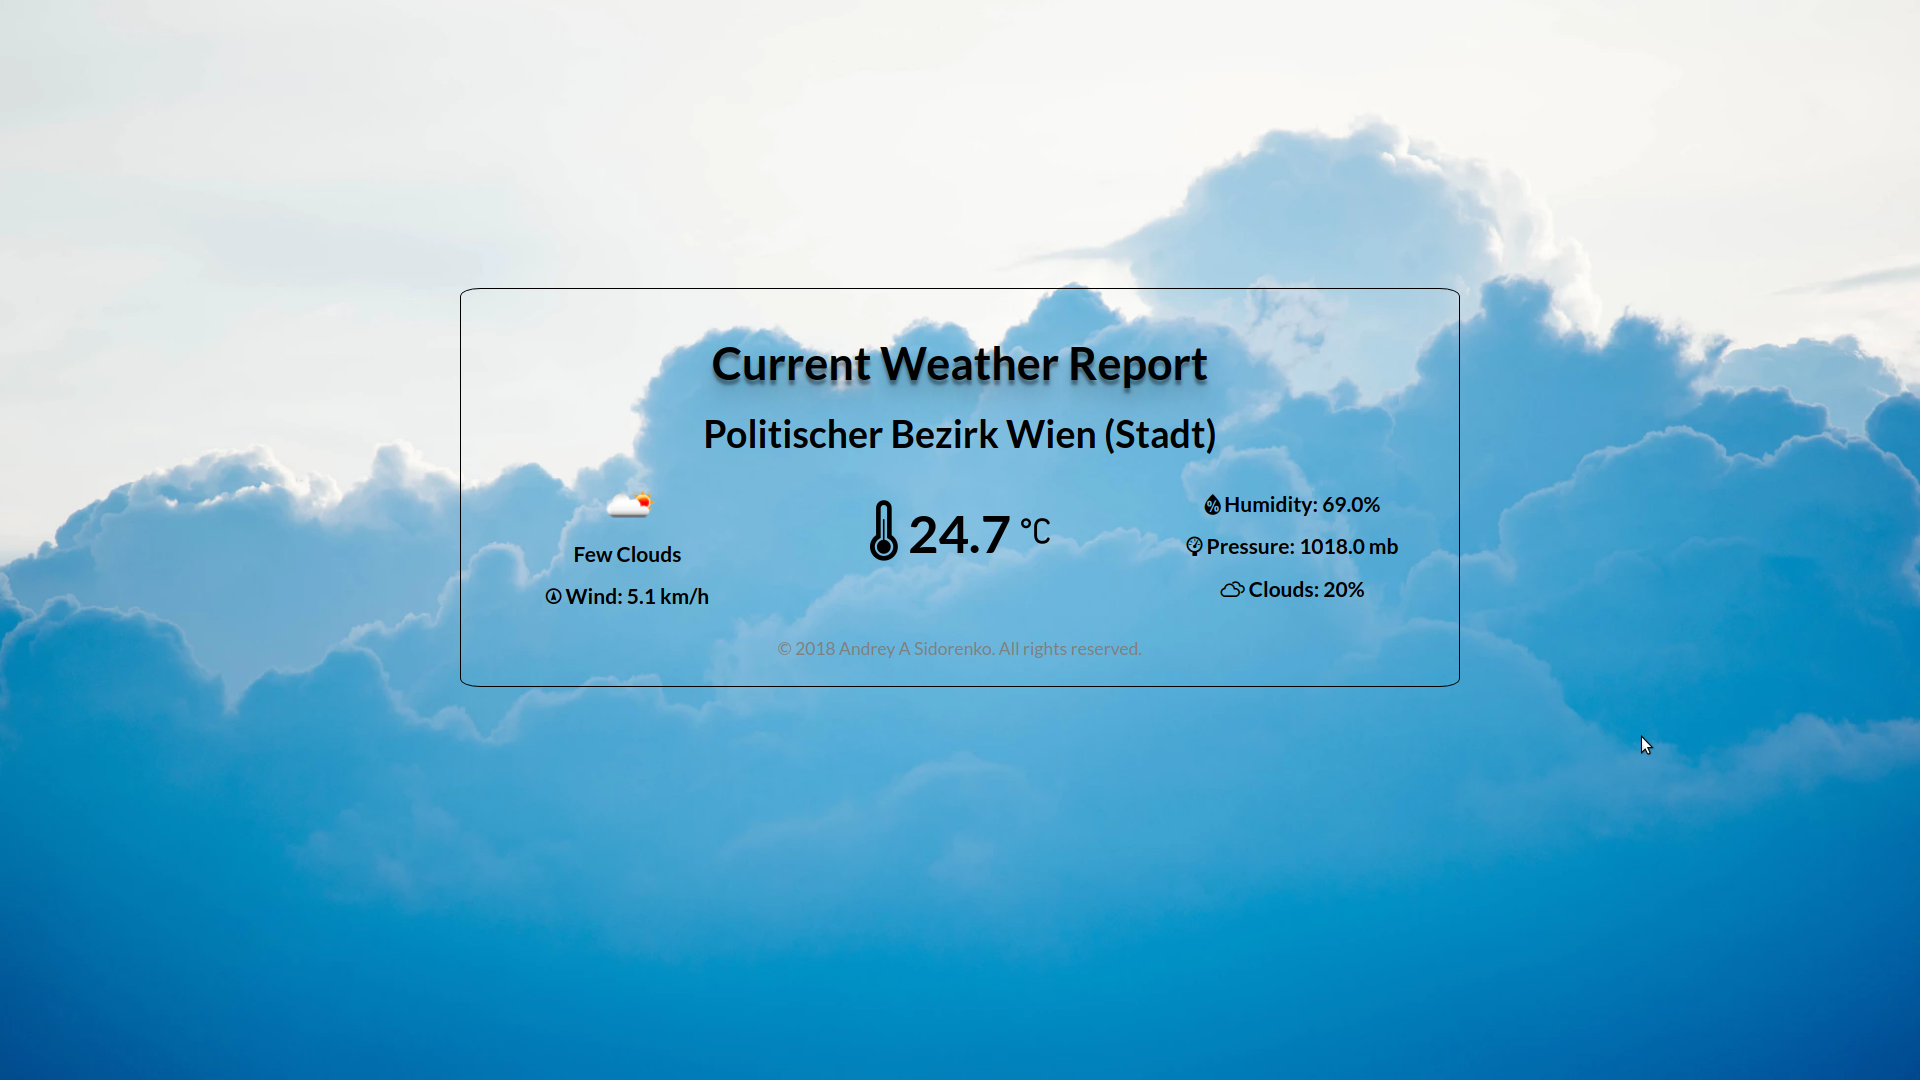 Current Weather Report
Politischer Bezirk Wien (Stadt)
Few Clouds
Wind: 5.1 km/h
24.7 °C
Humidity: 69.0%
Pressure: 1018.0 mb
Clouds: 20%
© 2018 Andrey A Sidorenko. All rights reserved.